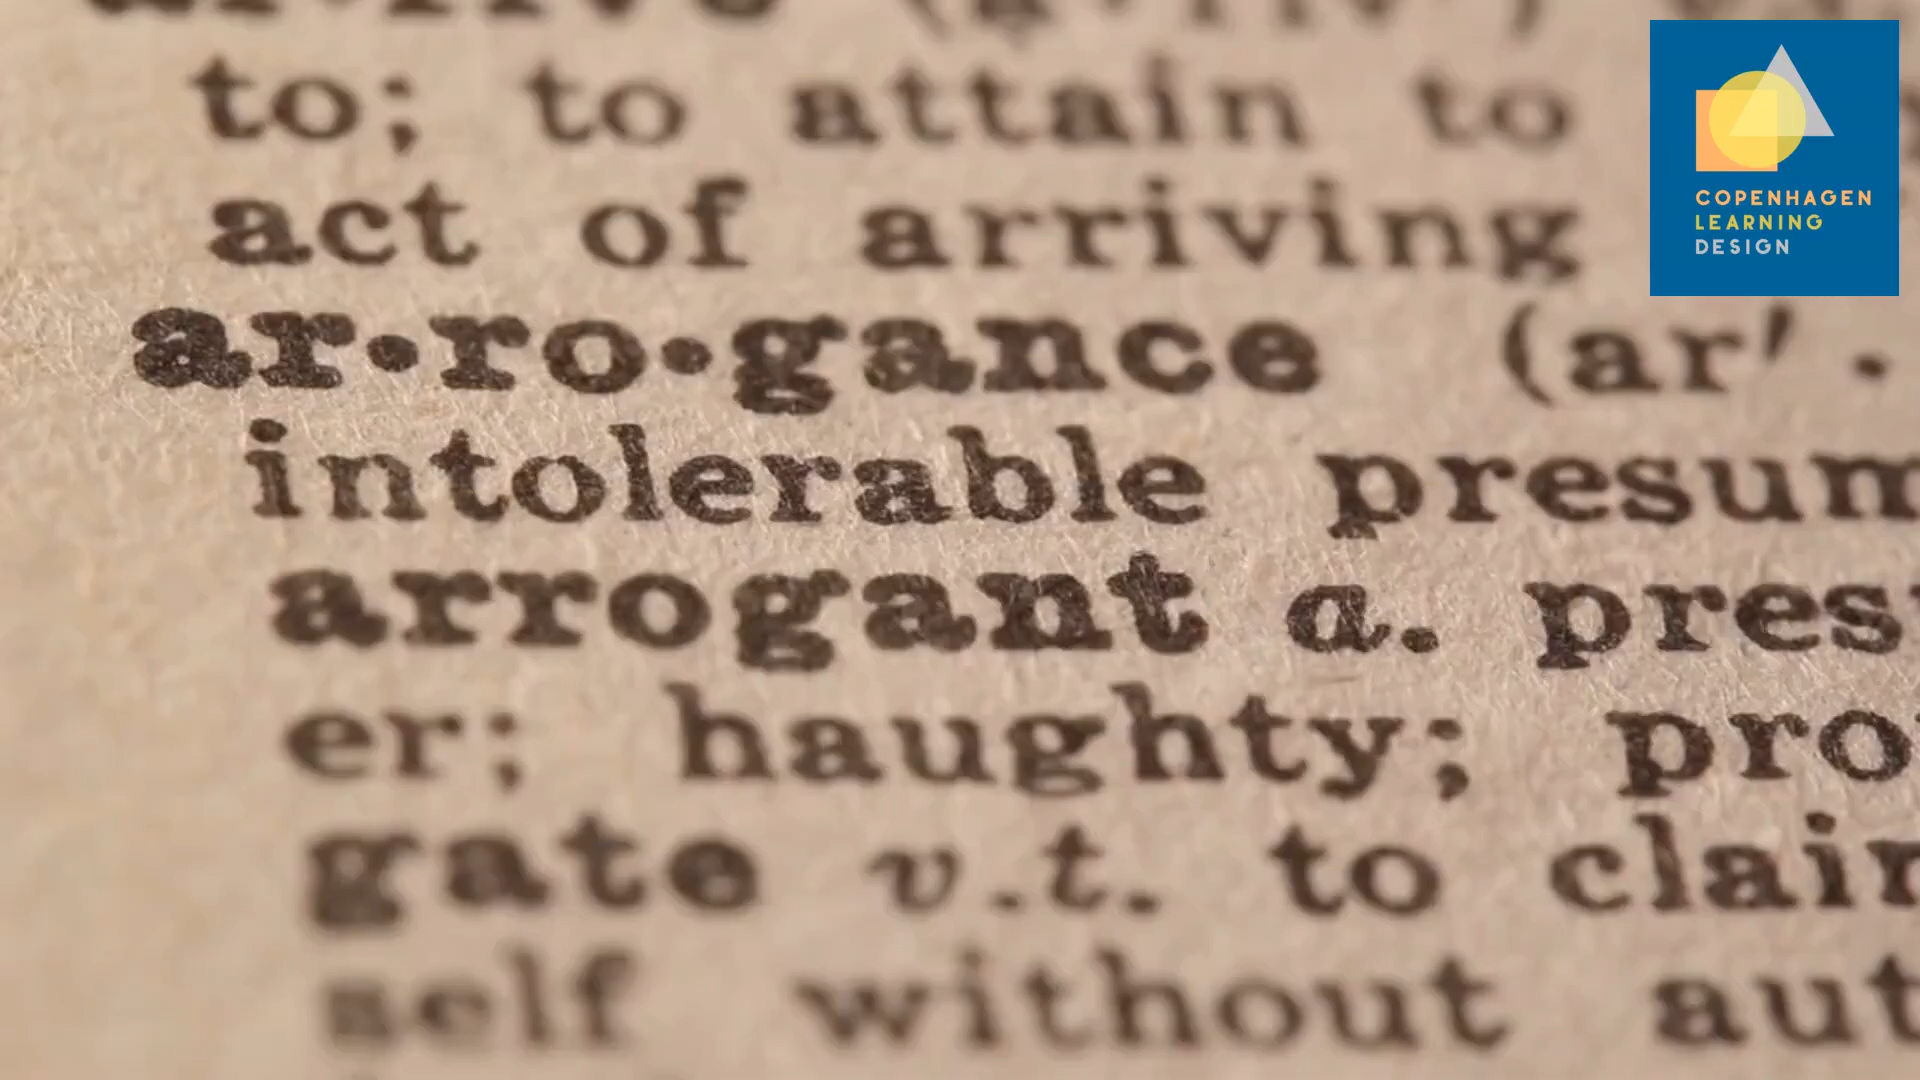 to; to attain to
act of arriving
ar•ro•gance (ar′•
intolerable presum
arrogant a. pres
er; haughty; pro
gate v.t. to clai
self without aut
COPENHAGEN
LEARNING
DESIGN